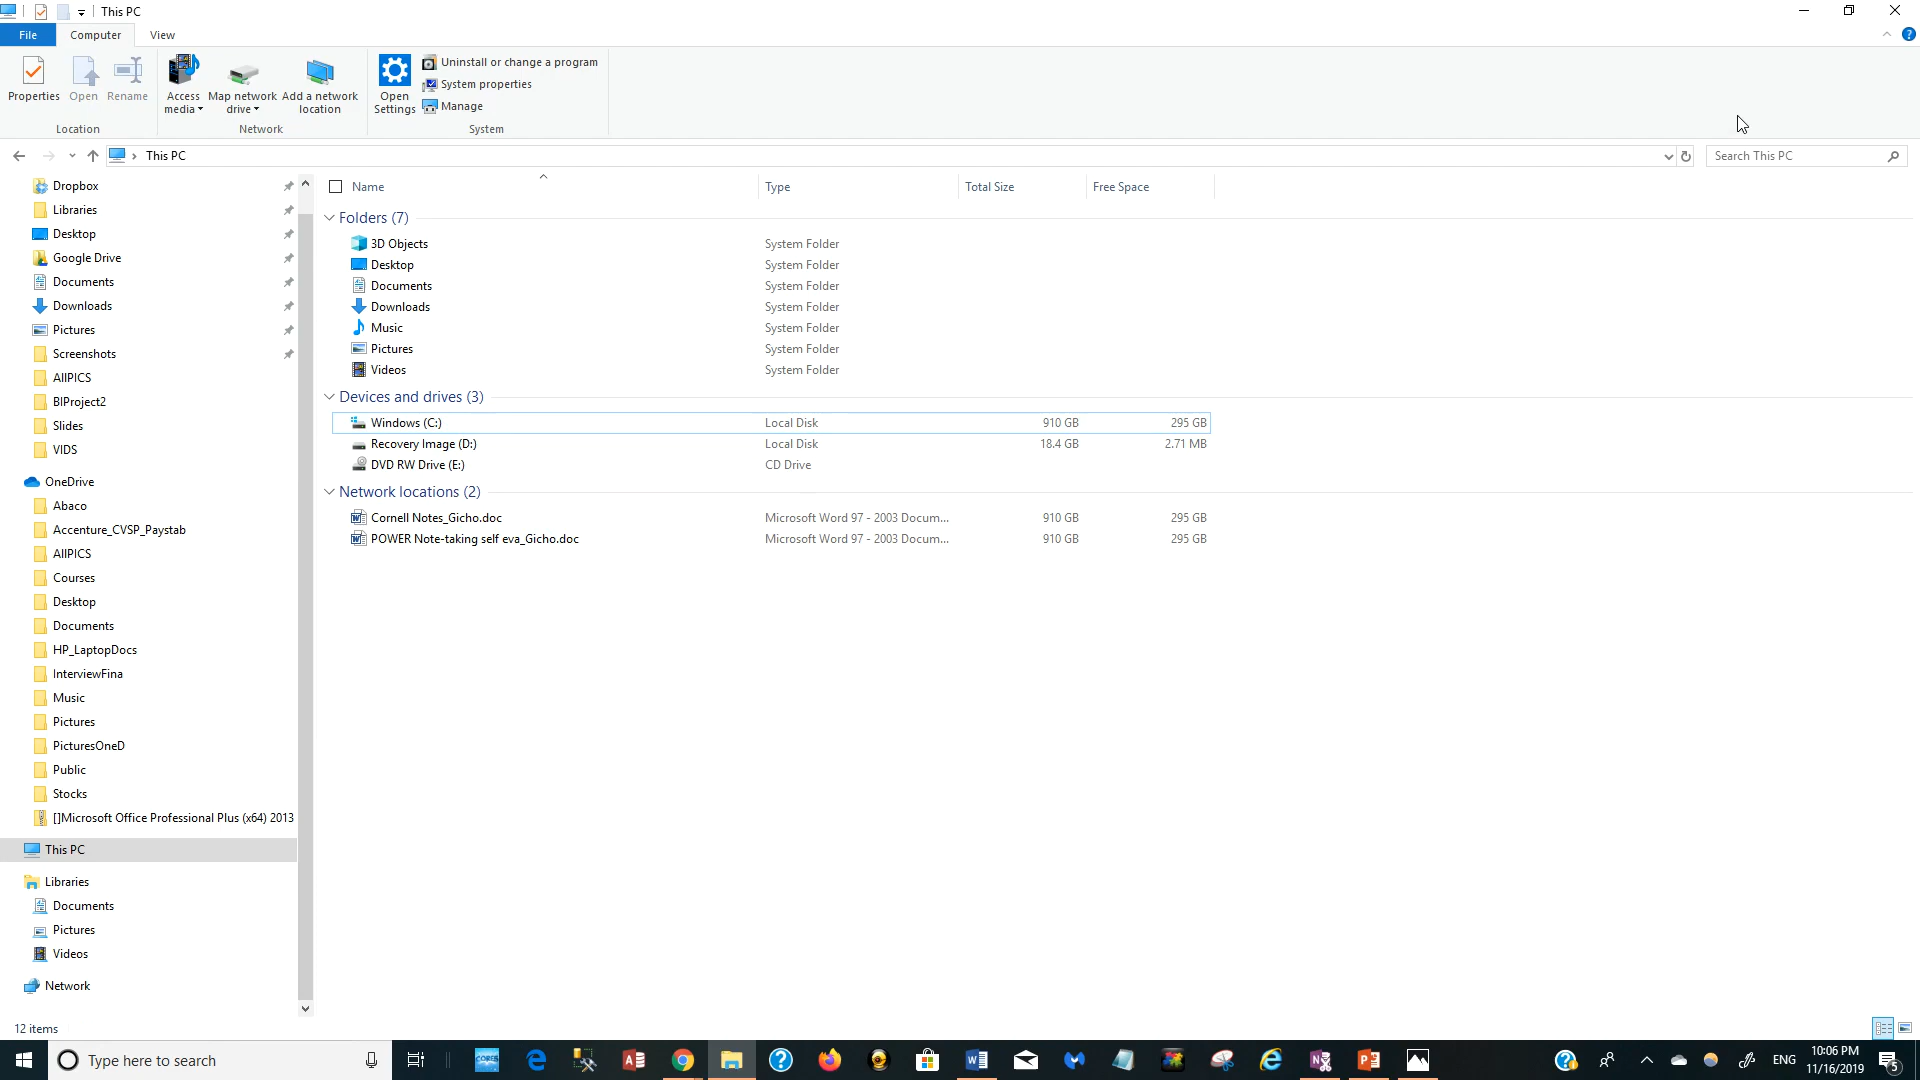 This PC
File
Computer
View
Properties
Open
Rename
Access media
Map network drive
Add a network location
Open Settings
Uninstall or change a program
System properties
Manage
Location
Network
System
This PC
Search This PC
Dropbox
Libraries
Desktop
Google Drive
Documents
Downloads
Pictures
Screenshots
AllPICS
BIProject2
Slides
VIDS
OneDrive
Abaco
Accenture_CVSP_Paystab
AllPICS
Courses
Desktop
Documents
HP_LaptopDocs
InterviewFina
Music
Pictures
PicturesOneD
Public
Stocks
[]Microsoft Office Professional Plus (x64) 2013
This PC
Libraries
Documents
Pictures
Videos
Network
Name Type Total Size Free Space
Folders (7)
3D Objects System Folder
Desktop System Folder
Documents System Folder
Downloads System Folder
Music System Folder
Pictures System Folder
Videos System Folder
Devices and drives (3)
Windows (C:) Local Disk 910 GB 295 GB
Recovery Image (D:) Local Disk 18.4 GB 2.71 MB
DVD RW Drive (E:) CD Drive
Network locations (2)
Cornell Notes_Gicho.doc Microsoft Word 97 - 2003 Docum... 910 GB 295 GB
POWER Note-taking self eva_Gicho.doc Microsoft Word 97 - 2003 Docum... 910 GB 295 GB
12 items
Type here to search
ENG
10:06 PM
11/16/2019
5